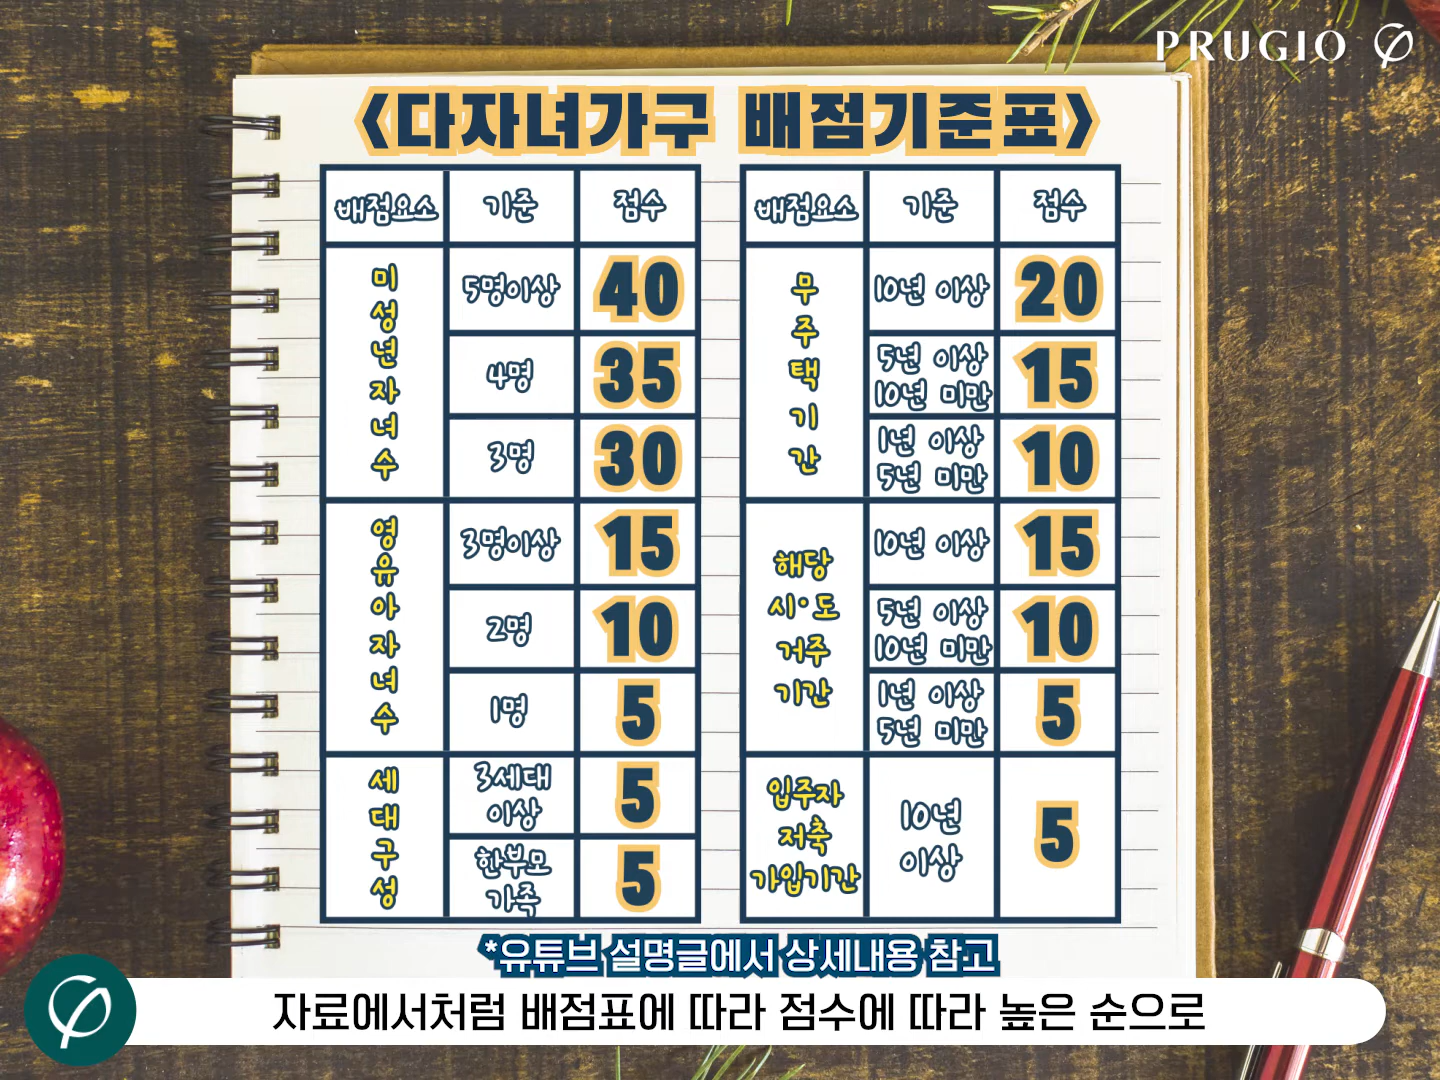 PRUGIO
<다자녀가구 배점기준표>
배점요소 기준 점수
미성년자녀수
5명이상 40
4명 35
3명 30
영유아자녀수
3명이상 15
2명 10
1명 5
세대구성
3세대 이상 5
한부모 가족 5
배점요소 기준 점수
무주택기간
10년 이상 20
5년 이상 10년 미만 15
1년 이상 5년 미만 10
해당 시·도 거주 기간
10년 이상 15
5년 이상 10년 미만 10
1년 이상 5년 미만 5
입주자 저축 가입기간
10년 이상 5
*유튜브 설명글에서 상세내용 참고
자료에서처럼 배점표에 따라 점수에 따라 높은 순으로